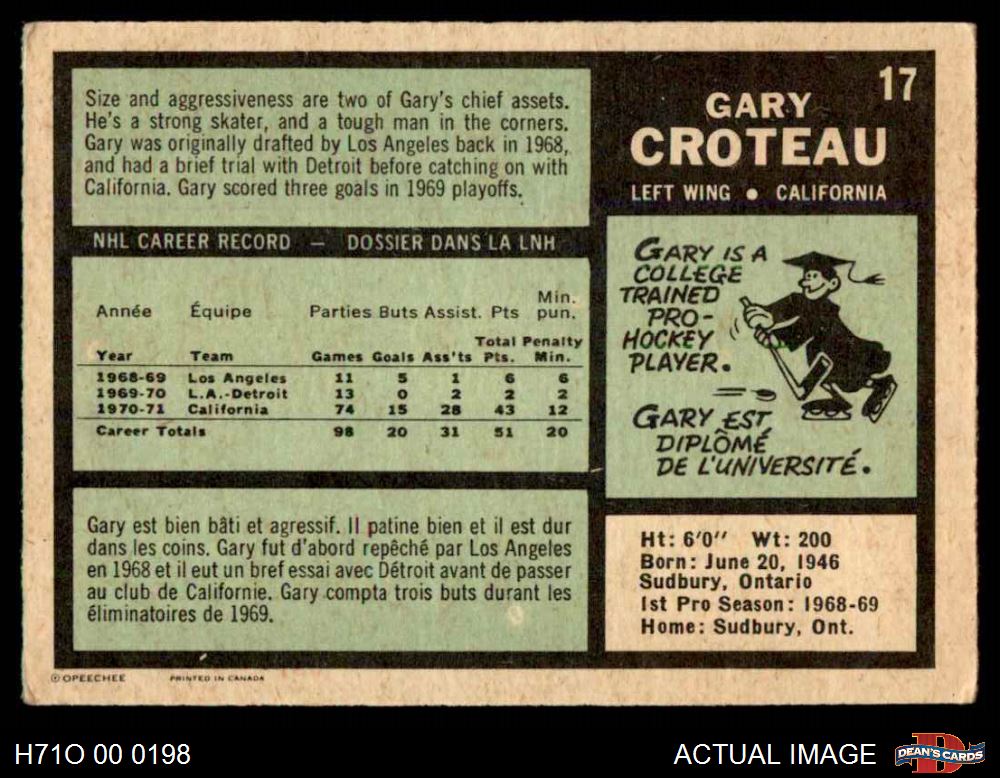 17
GARY
CROTEAU
LEFT WING ● CALIFORNIA
Size and aggressiveness are two of Gary's chief assets.
He's a strong skater, and a tough man in the corners.
Gary was originally drafted by Los Angeles back in 1968,
and had a brief trial with Detroit before catching on with
California. Gary scored three goals in 1969 playoffs.
NHL CAREER RECORD — DOSSIER DANS LA LNH
Année Équipe Parties Buts Assist. Pts Min. pun.
Year Team Games Goals Ass'ts Total Pts. Penalty Min.
1968-69 Los Angeles 11 5 1 6 6
1969-70 L.A.-Detroit 13 0 2 2 2
1970-71 California 74 15 28 43 12
Career Totals 98 20 31 51 20
Gary est bien bâti et agressif. Il patine bien et il est dur
dans les coins. Gary fut d'abord repêché par Los Angeles
en 1968 et il eut un bref essai avec Détroit avant de passer
au club de Californie. Gary compta trois buts durant les
éliminatoires de 1969.
GARY IS A
COLLEGE
TRAINED
PRO-
HOCKEY
PLAYER.
GARY EST
DIPLÔMÉ
DE L'UNIVERSITÉ.
Ht: 6'0" Wt: 200
Born: June 20, 1946
Sudbury, Ontario
1st Pro Season: 1968-69
Home: Sudbury, Ont.
© OPEECHEE PRINTED IN CANADA
H71O 00 0198
ACTUAL IMAGE
DEAN'S CARDS